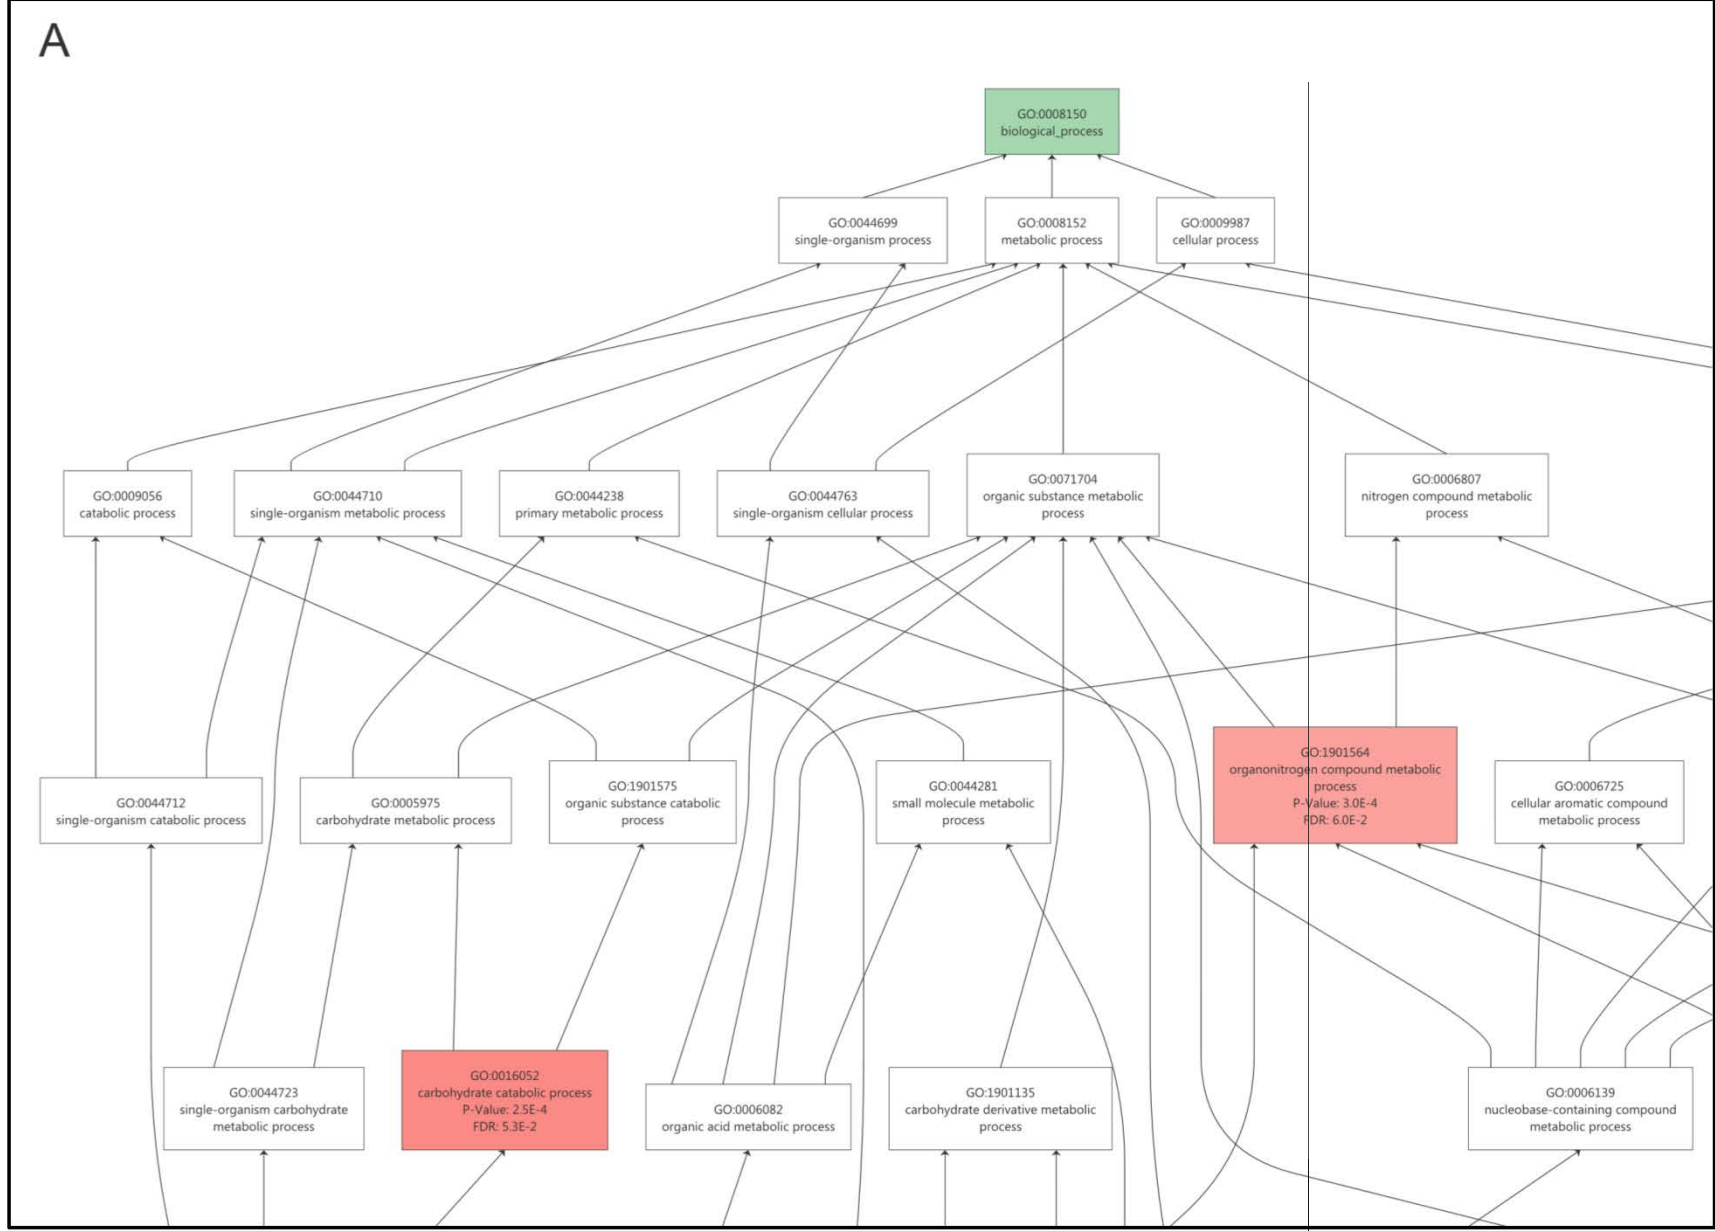 A
GO:0008150
biological_process
GO:0044699
single-organism process
GO:0008152
metabolic process
GO:0009987
cellular process
GO:0009056
catabolic process
GO:0044710
single-organism metabolic process
GO:0044238
primary metabolic process
GO:0044763
single-organism cellular process
GO:0071704
organic substance metabolic
process
GO:0006807
nitrogen compound metabolic
process
GO:0044712
single-organism catabolic process
GO:0005975
carbohydrate metabolic process
GO:1901575
organic substance catabolic
process
GO:0044281
small molecule metabolic
process
GO:1901564
organonitrogen compound metabolic
process
P-Value: 3.0E-4
FDR: 6.0E-2
GO:0006725
cellular aromatic compound
metabolic process
GO:0044723
single-organism carbohydrate
metabolic process
GO:0016052
carbohydrate catabolic process
P-Value: 2.5E-4
FDR: 5.3E-2
GO:0006082
organic acid metabolic process
GO:1901135
carbohydrate derivative metabolic
process
GO:0006139
nucleobase-containing compound
metabolic process